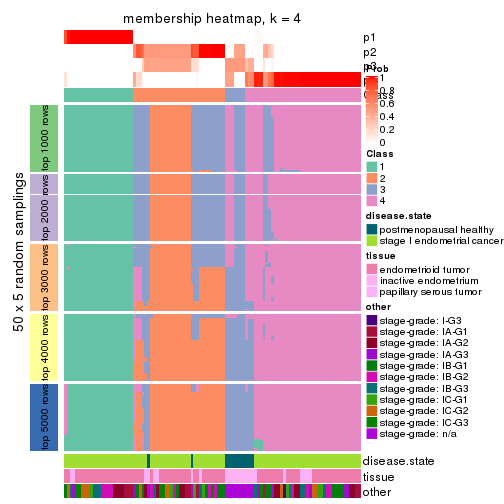 membership heatmap, k = 4
p1
p2
p3
Prob
1
0.8
0.6
0.4
0.2
0
Class
1
2
3
4
disease.state
postmenopausal healthy
stage I endometrial cancer
tissue
endometrioid tumor
inactive endometrium
papillary serous tumor
other
stage-grade: I-G3
stage-grade: IA-G1
stage-grade: IA-G2
stage-grade: IA-G3
stage-grade: IB-G1
stage-grade: IB-G2
stage-grade: IB-G3
stage-grade: IC-G1
stage-grade: IC-G2
stage-grade: IC-G3
stage-grade: n/a
50 x 5 random samplings
top 1000 rows
top 2000 rows
top 3000 rows
top 4000 rows
top 5000 rows
disease.state
tissue
other